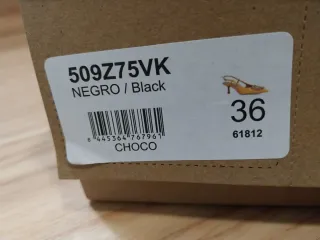 509Z75VK
NEGRO / Black
36
61812
8 445364 767961
CHOCO